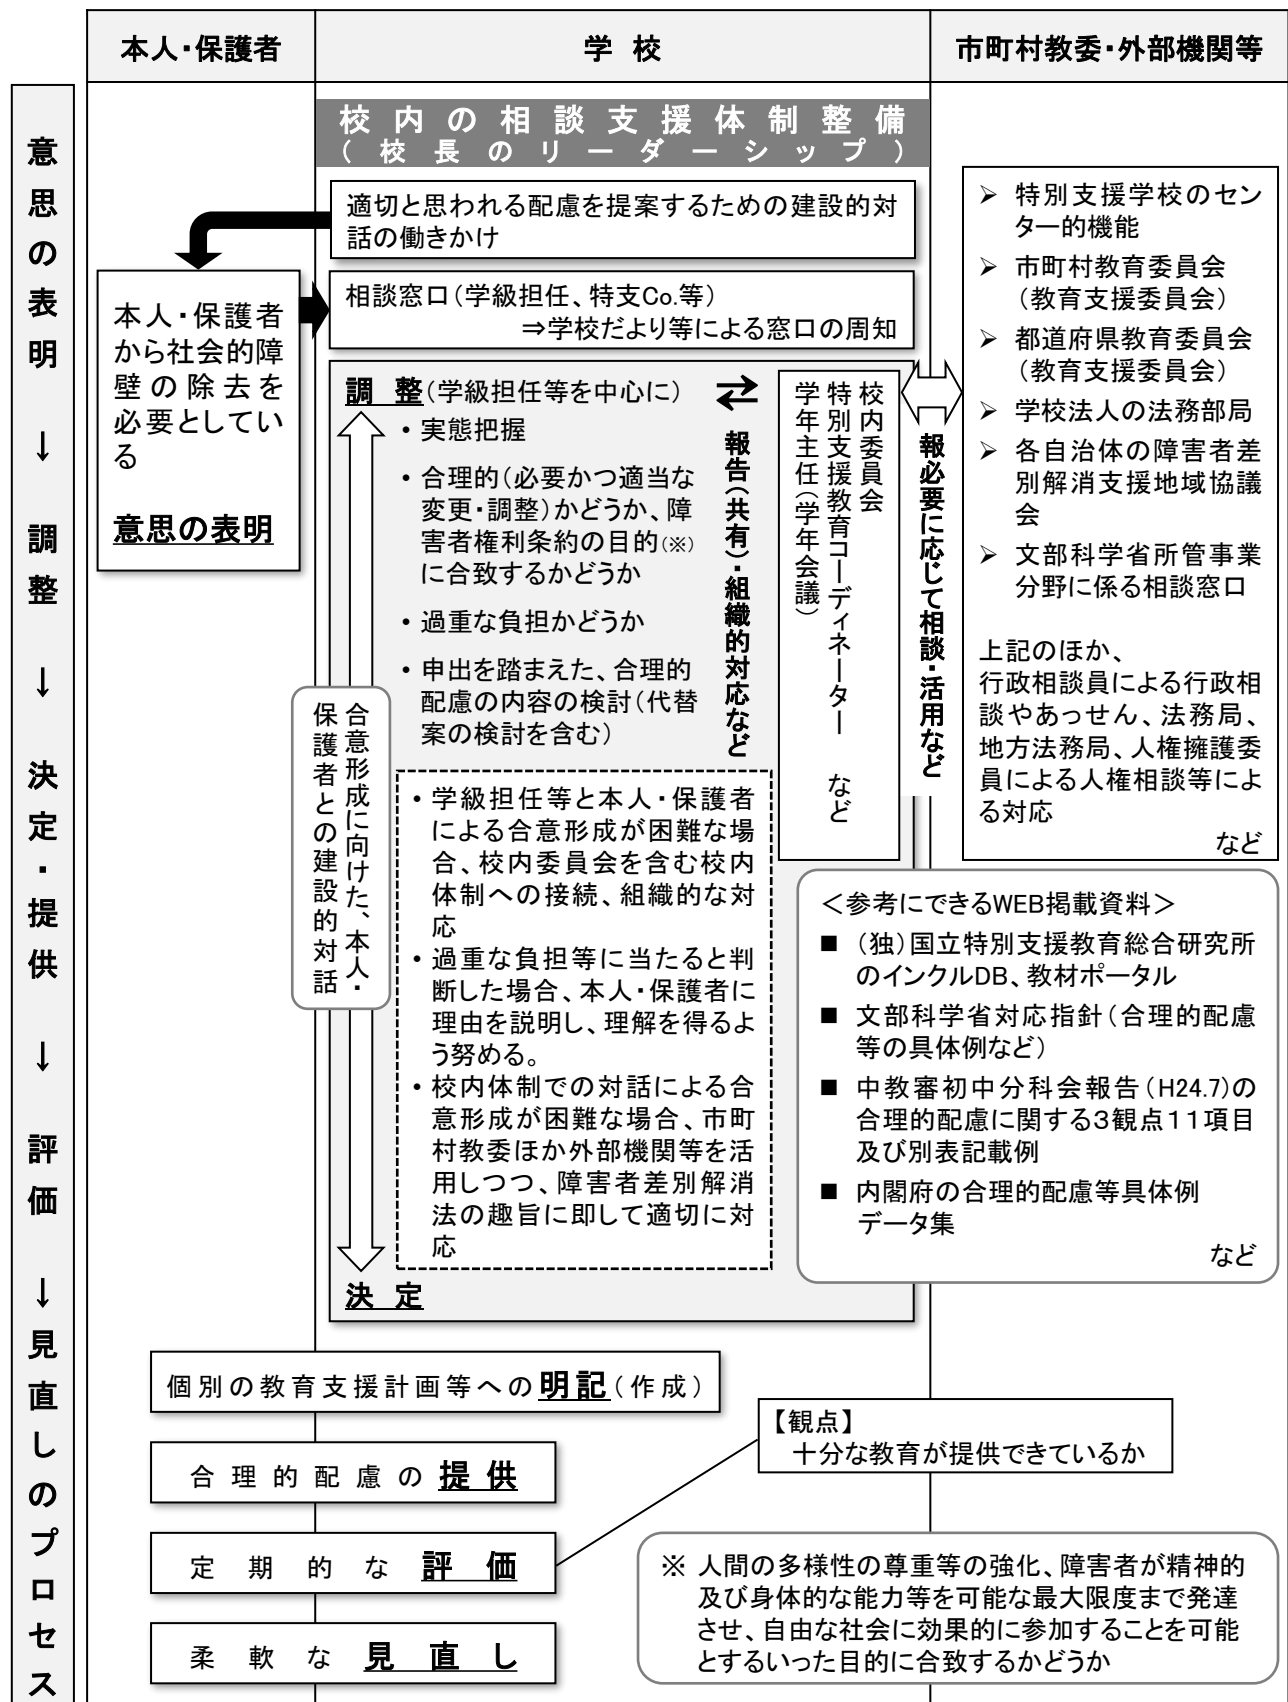 本人・保護者
学 校
市町村教委・外部機関等
意思の表明 → 調整 → 決定・提供 → 評価 → 見直しのプロセス
校内の相談支援体制整備
(校長のリーダーシップ)
適切と思われる配慮を提案するための建設的対
話の働きかけ
本人・保護者
から社会的障
壁の除去を
必要としてい
る
意思の表明
相談窓口（学級担任、特支Co.等）
⇒学校だより等による窓口の周知
調 整（学級担任等を中心に）
・実態把握
・合理的（必要かつ適当な
変更・調整）かどうか、障
害者権利条約の目的(※)
に合致するかどうか
・過重な負担かどうか
・申出を踏まえた、合理的
配慮の内容の検討（代替
案の検討を含む）
⇄
報告（共有）・組織的対応など
校内委員会
特別支援教育コーディネーター など
学年主任（学年会議）
報必要に応じて相談・活用など
合意形成に向けた、本人・
保護者との建設的対話
・学級担任等と本人・保護者
による合意形成が困難な場
合、校内委員会を含む校内
体制への接続、組織的な対
応
・過重な負担等に当たると判
断した場合、本人・保護者に
理由を説明し、理解を得るよ
う努める。
・校内体制での対話による合
意形成が困難な場合、市町
村教委ほか外部機関等を活
用しつつ、障害者差別解消
法の趣旨に即して適切に対
応
決 定
➢ 特別支援学校のセン
ター的機能
➢ 市町村教育委員会
（教育支援委員会）
➢ 都道府県教育委員会
（教育支援委員会）
➢ 学校法人の法務部局
➢ 各自治体の障害者差
別解消支援地域協議
会
➢ 文部科学省所管事業
分野に係る相談窓口
上記のほか、
行政相談員による行政相
談やあっせん、法務局、
地方法務局、人権擁護委
員による人権相談等によ
る対応
など
＜参考にできるWEB掲載資料＞
■ （独）国立特別支援教育総合研究所
のインクルDB、教材ポータル
■ 文部科学省対応指針（合理的配慮
等の具体例など）
■ 中教審初中分科会報告（H24.7)の
合理的配慮に関する３観点１１項目
及び別表記載例
■ 内閣府の合理的配慮等具体例
データ集
など
個別の教育支援計画等への明記（作成）
合理的配慮の 提供
定期的な 評価
柔軟な 見直し
【観点】
十分な教育が提供できているか
※ 人間の多様性の尊重等の強化、障害者が精神的
及び身体的な能力等を可能な最大限度まで発達
させ、自由な社会に効果的に参加することを可能
とするいった目的に合致するかどうか